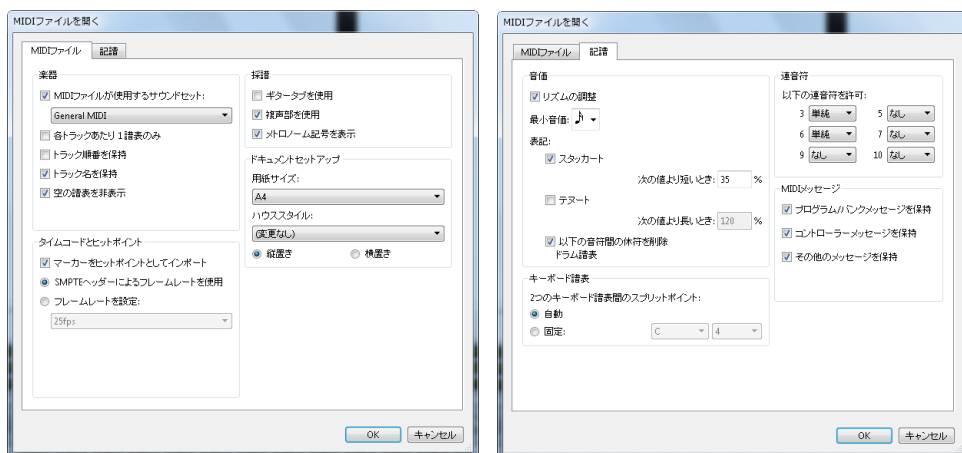 MIDIファイルを開く
MIDIファイル 記譜
楽器
MIDIファイルが使用するサウンドセット:
General MIDI
各トラックあたり1譜表のみ
トラック順番を保持
トラック名を保持
空の譜表を非表示
タイムコードとヒットポイント
マーカーをヒットポイントとしてインポート
SMPTEヘッダーによるフレームレートを使用
フレームレートを設定:
25fps
採譜
ギタータブを使用
複声部を使用
メトロノーム記号を表示
ドキュメントセットアップ
用紙サイズ:
A4
ハウススタイル:
(変更なし)
縦置き 横置き
OK キャンセル
MIDIファイルを開く
MIDIファイル 記譜
音価
リズムの調整
最小音価:
表記:
スタッカート
次の値より短いとき: 35 %
テヌート
次の値より長いとき: 120 %
以下の音符間の休符を削除
ドラム譜表
キーボード譜表
2つのキーボード譜表間のスプリットポイント:
自動
固定: C 4
連音符
以下の連音符を許可:
3 単純 5 なし
6 単純 7 なし
9 なし 10 なし
MIDIメッセージ
プログラム/バンクメッセージを保持
コントローラーメッセージを保持
その他のメッセージを保持
OK キャンセル